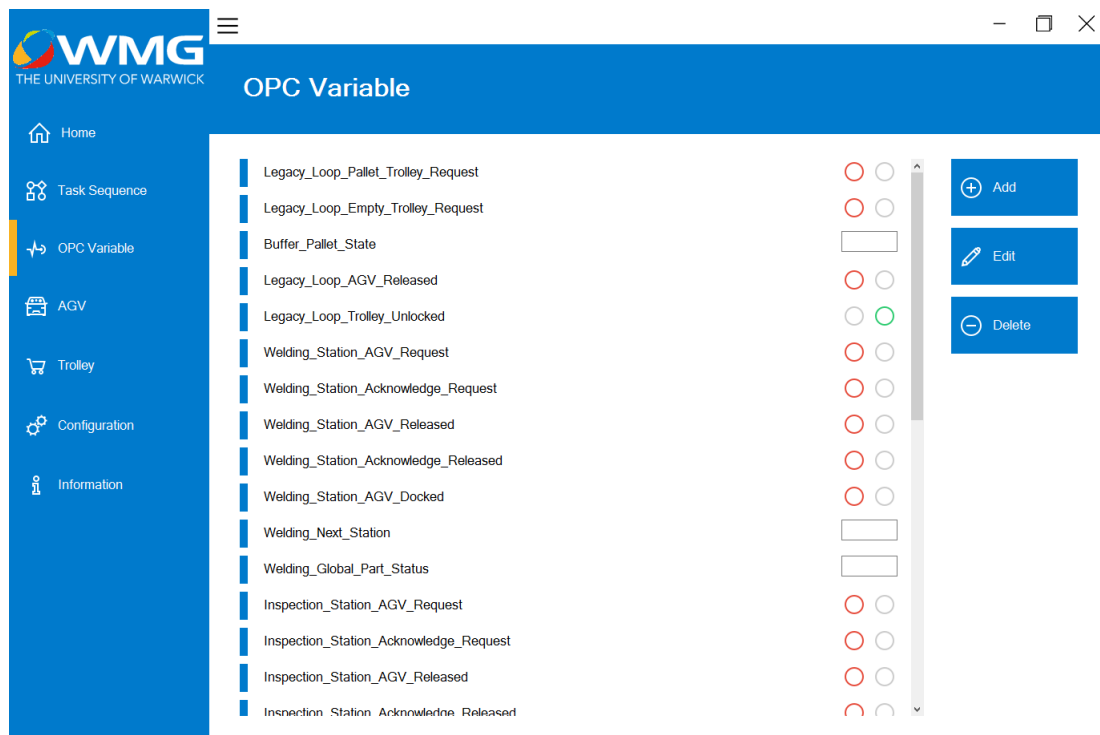 WMG
THE UNIVERSITY OF WARWICK
Home
Task Sequence
OPC Variable
AGV
Trolley
Configuration
Information
OPC Variable
Legacy_Loop_Pallet_Trolley_Request
Legacy_Loop_Empty_Trolley_Request
Buffer_Pallet_State
Legacy_Loop_AGV_Released
Legacy_Loop_Trolley_Unlocked
Welding_Station_AGV_Request
Welding_Station_Acknowledge_Request
Welding_Station_AGV_Released
Welding_Station_Acknowledge_Released
Welding_Station_AGV_Docked
Welding_Next_Station
Welding_Global_Part_Status
Inspection_Station_AGV_Request
Inspection_Station_Acknowledge_Request
Inspection_Station_AGV_Released
Inspection_Station_Acknowledge_Released
Add
Edit
Delete